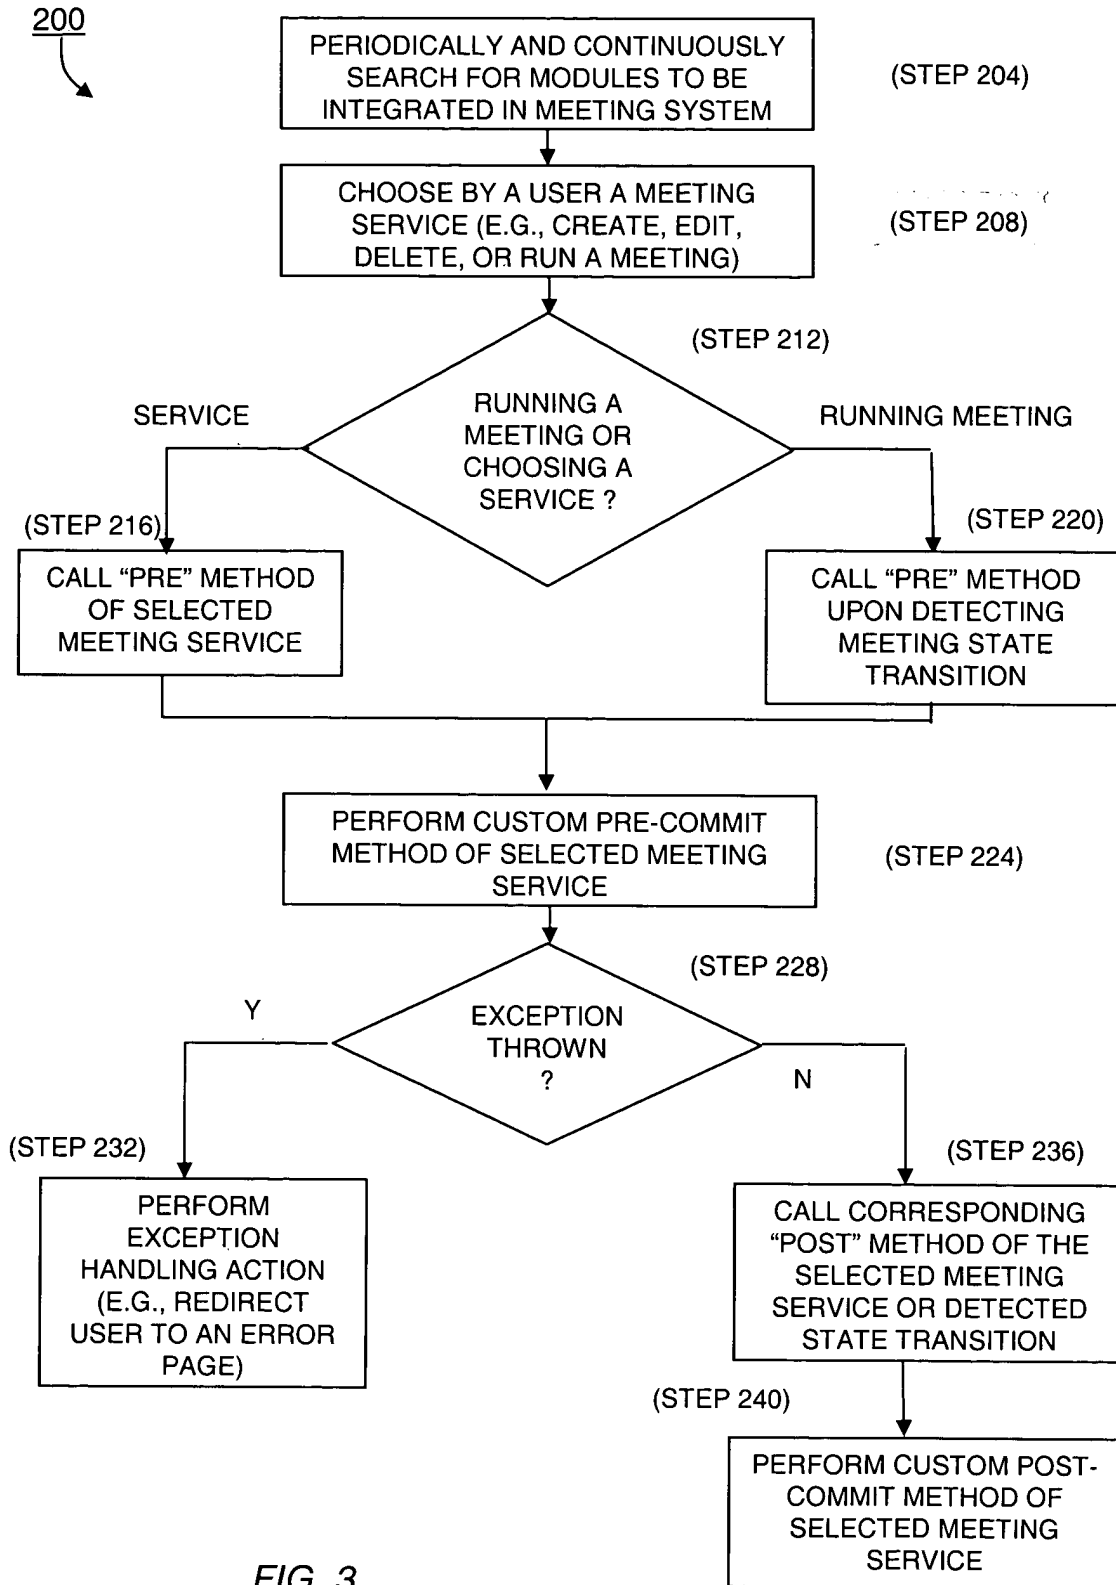 200
PERIODICALLY AND CONTINUOUSLY
SEARCH FOR MODULES TO BE
INTEGRATED IN MEETING SYSTEM
(STEP 204)
CHOOSE BY A USER A MEETING
SERVICE (E.G., CREATE, EDIT,
DELETE, OR RUN A MEETING)
(STEP 208)
(STEP 212)
RUNNING A
MEETING OR
CHOOSING A
SERVICE ?
SERVICE
RUNNING MEETING
(STEP 216)
CALL “PRE” METHOD
OF SELECTED
MEETING SERVICE
(STEP 220)
CALL “PRE” METHOD
UPON DETECTING
MEETING STATE
TRANSITION
PERFORM CUSTOM PRE-COMMIT
METHOD OF SELECTED MEETING
SERVICE
(STEP 224)
(STEP 228)
EXCEPTION
THROWN
?
Y
N
(STEP 232)
PERFORM
EXCEPTION
HANDLING ACTION
(E.G., REDIRECT
USER TO AN ERROR
PAGE)
(STEP 236)
CALL CORRESPONDING
“POST” METHOD OF THE
SELECTED MEETING
SERVICE OR DETECTED
STATE TRANSITION
(STEP 240)
PERFORM CUSTOM POST-
COMMIT METHOD OF
SELECTED MEETING
SERVICE
FIG. 3